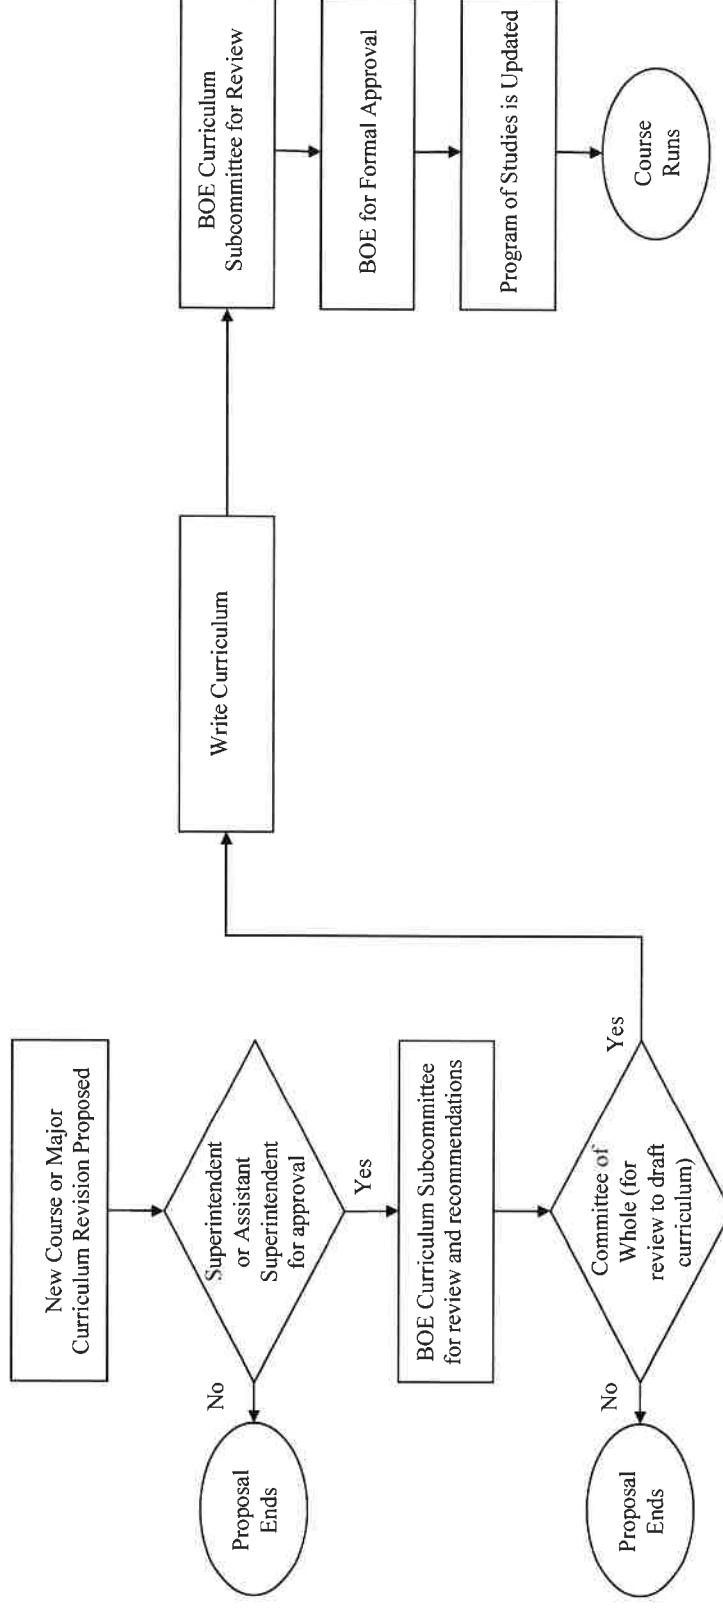 New Course or Major
Curriculum Revision Proposed
Superintendent
or Assistant
Superintendent
for approval
No
Proposal
Ends
Yes
BOE Curriculum Subcommittee
for review and recommendations
Committee of
Whole (for
review to draft
curriculum)
No
Proposal
Ends
Yes
Write Curriculum
BOE Curriculum
Subcommittee for Review
BOE for Formal Approval
Program of Studies is Updated
Course
Runs